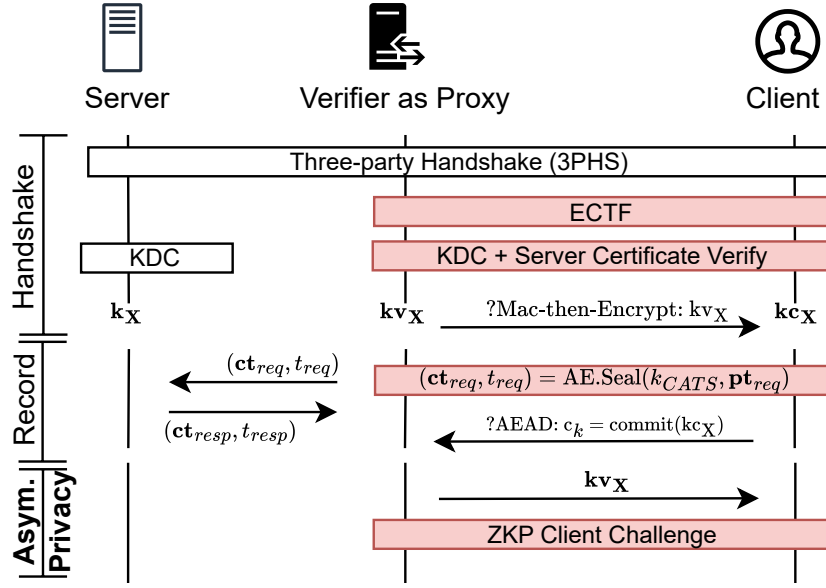 Server
Verifier as Proxy
Client
Handshake
Three-party Handshake (3PHS)
ECTF
KDC
KDC + Server Certificate Verify
k_X
kv_X
?Mac-then-Encrypt: kv_X
kc_X
Record
(ct_req, t_req)
(ct_req, t_req) = AE.Seal(k_CATS, pt_req)
(ct_resp, t_resp)
?AEAD: c_k = commit(kc_X)
Asym.
Privacy
kv_X
ZKP Client Challenge